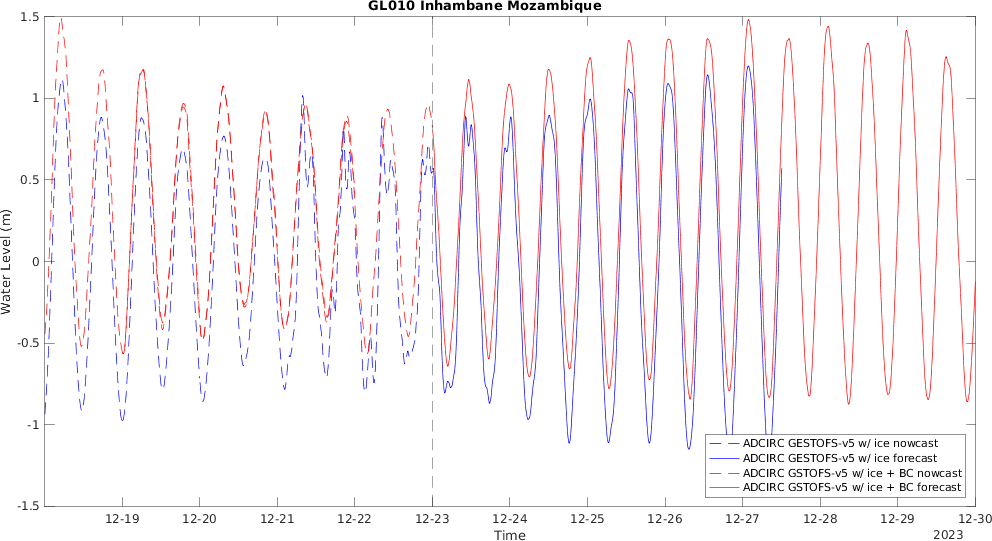 GL010 Inhambane Mozambique
Water Level (m)
1.5
1
0.5
0
-0.5
-1
-1.5
ADCIRC GESTOFS-v5 w/ ice nowcast
ADCIRC GESTOFS-v5 w/ ice forecast
ADCIRC GSTOFS-v5 w/ ice + BC nowcast
ADCIRC GSTOFS-v5 w/ ice + BC forecast
12-19 12-20 12-21 12-22 12-23 12-24 12-25 12-26 12-27 12-28 12-29 12-30
Time
2023